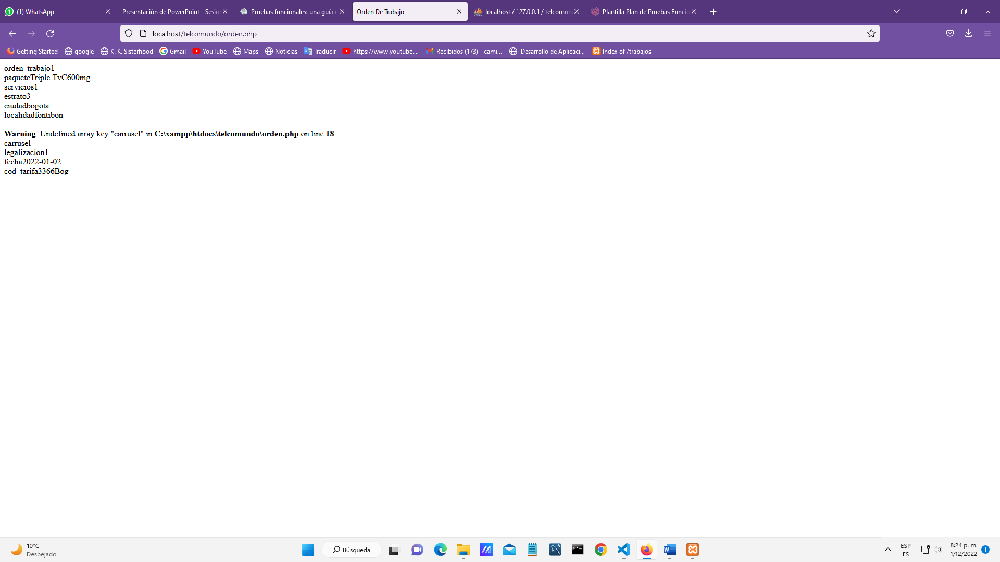 (1) WhatsApp
Presentación de PowerPoint - Sesion
Pruebas funcionales: una guía c
Orden De Trabajo
localhost / 127.0.0.1 / telcomun
Plantilla Plan de Pruebas Funcio
localhost/telcomundo/orden.php
Getting Started
google
K. K. Sisterhood
Gmail
YouTube
Maps
Noticias
Traducir
https://www.youtube....
Recibidos (173) - cami...
Desarrollo de Aplicaci...
Index of /trabajos
orden_trabajo1
paqueteTriple TvC600mg
servicios1
estrato3
ciudadbogota
localidadfontibon
Warning: Undefined array key "carrusel" in C:\xampp\htdocs\telcomundo\orden.php on line 18
carrusel
legalizacion1
fecha2022-01-02
cod_tarifa3366Bog
10°C
Despejado
Búsqueda
ESP
ES
8:24 p. m.
1/12/2022
1